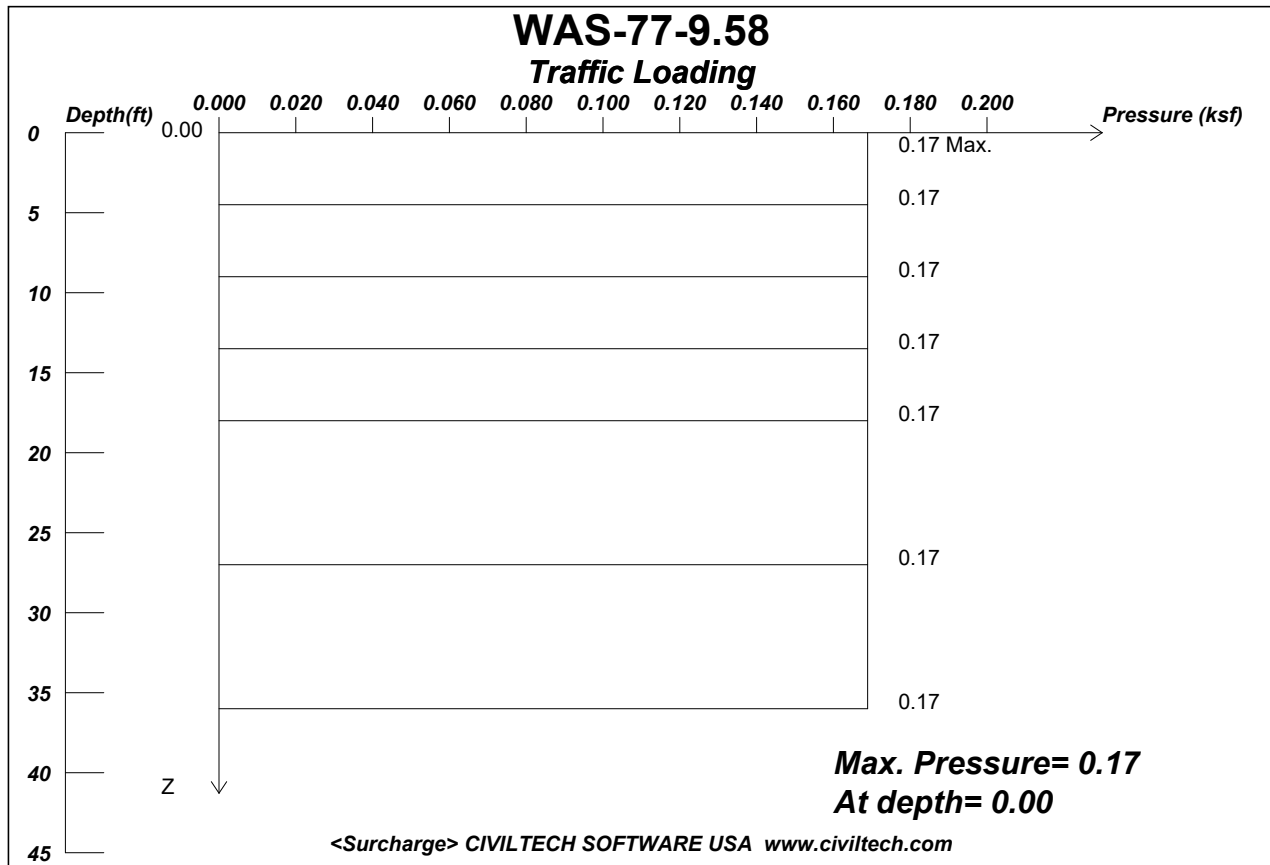 WAS-77-9.58
Traffic Loading
0.000 0.020 0.040 0.060 0.080 0.100 0.120 0.140 0.160 0.180 0.200
Depth(ft) Pressure (ksf)
0 0.00
0.17 Max.
0.17
5
0.17
10
0.17
15
0.17
20
25
0.17
30
35 0.17
Max. Pressure= 0.17
40 Z
At depth= 0.00
<Surcharge> CIVILTECH SOFTWARE USA www.civiltech.com
45